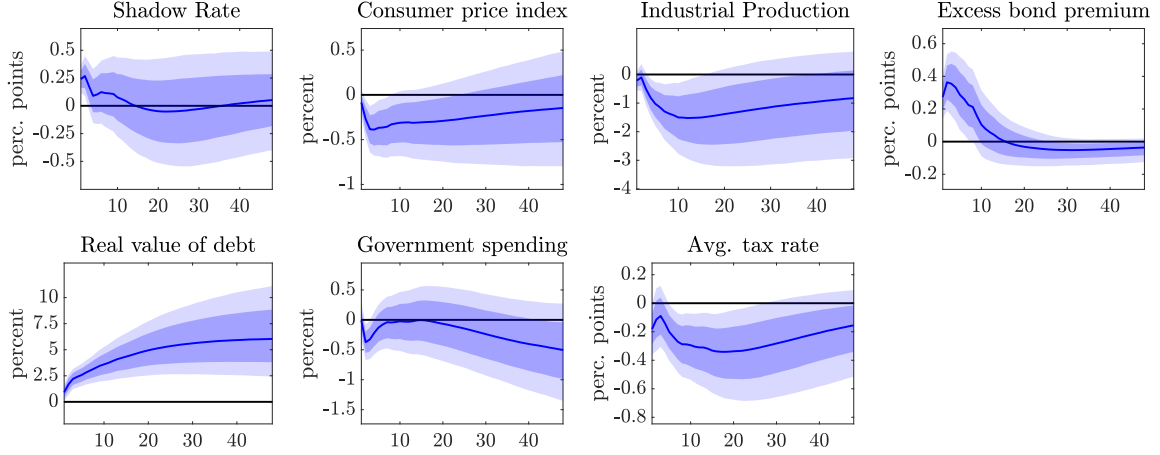 Shadow Rate
perc. points
0.5
0.25
0
-0.25
-0.5
10 20 30 40
Consumer price index
percent
0.5
0
-0.5
-1
10 20 30 40
Industrial Production
percent
0
-1
-2
-3
-4
10 20 30 40
Excess bond premium
perc. points
0.6
0.4
0.2
0
-0.2
10 20 30 40
Real value of debt
percent
10
7.5
5
2.5
0
10 20 30 40
Government spending
percent
0.5
0
-0.5
-1
-1.5
10 20 30 40
Avg. tax rate
perc. points
0.2
0
-0.2
-0.4
-0.6
-0.8
10 20 30 40